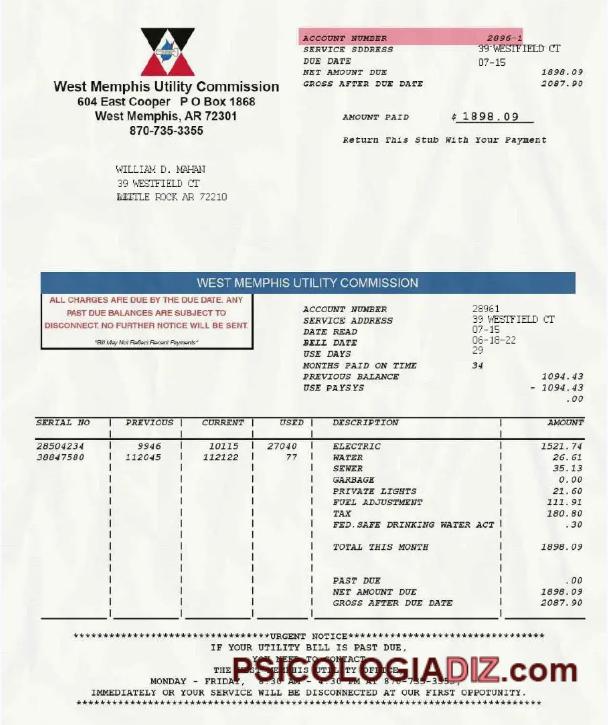 West Memphis Utility Commission
604 East Cooper P O Box 1868
West Memphis, AR 72301
870-735-3355
ACCOUNT NUMBER 2896-1
SERVICE SDDRESS 39 WESTFIELD CT
DUE DATE 07-15
NET AMOUNT DUE 1898.09
GROSS AFTER DUE DATE 2087.90
AMOUNT PAID $ 1898.09
Return This Stub With Your Payment
WILLIAM D. MAHAN
39 WESTFIELD CT
LITTLE ROCK AR 72210
WEST MEMPHIS UTILITY COMMISSION
ALL CHARGES ARE DUE BY THE DUE DATE. ANY
PAST DUE BALANCES ARE SUBJECT TO
DISCONNECT. NO FURTHER NOTICE WILL BE SENT.
"Bill May Not Reflect Recent Payments"
ACCOUNT NUMBER 28961
SERVICE ADDRESS 39 WESTFIELD CT
DATE READ 07-15
BELL DATE 06-18-22
USE DAYS 29
MONTHS PAID ON TIME 34
PREVIOUS BALANCE 1094.43
USE PAYSYS - 1094.43
.00
SERIAL NO PREVIOUS CURRENT USED DESCRIPTION AMOUNT
28504234 9946 10115 27040 ELECTRIC 1521.74
38847580 112045 112122 77 WATER 26.61
SEWER 35.13
GARBAGE 0.00
PRIVATE LIGHTS 21.60
FUEL ADJUSTMENT 111.91
TAX 180.80
FED.SAFE DRINKING WATER ACT .30
TOTAL THIS MONTH 1898.09
PAST DUE .00
NET AMOUNT DUE 1898.09
GROSS AFTER DUE DATE 2087.90
***URGENT NOTICE***
IF YOUR UTILITY BILL IS PAST DUE,
YOU NEED TO CONTACT
THE WEST MEMPHIS UTILITY OFFICE,
MONDAY - FRIDAY, 8:30 AM - 4:30 PM AT 870-735-3355,
IMMEDIATELY OR YOUR SERVICE WILL BE DISCONNECTED AT OUR FIRST OPPOTUNITY.
PSICOLOGIADIZ.com